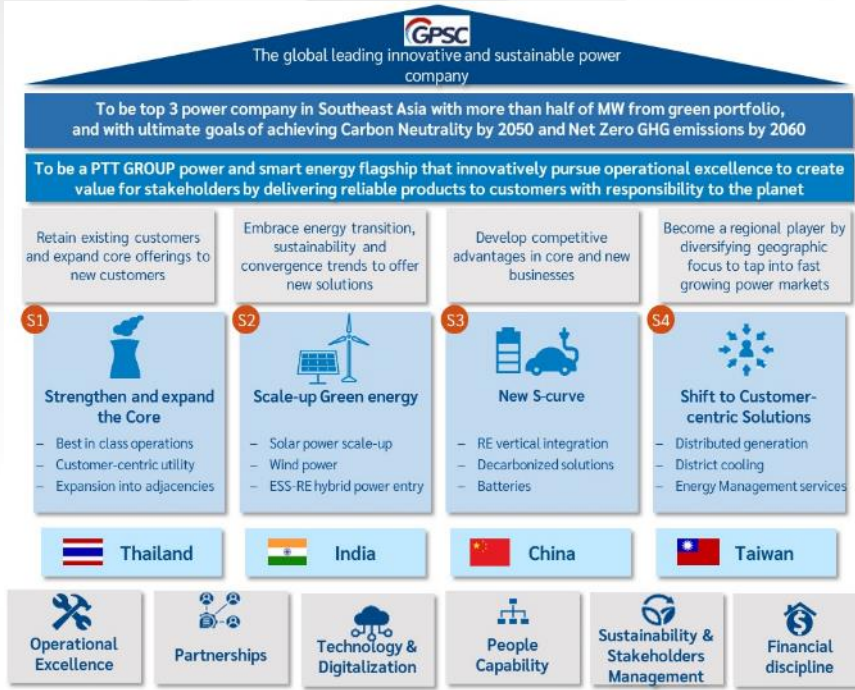 GPSC
The global leading innovative and sustainable power
company
To be top 3 power company in Southeast Asia with more than half of MW from green portfolio,
and with ultimate goals of achieving Carbon Neutrality by 2050 and Net Zero GHG emissions by 2060
To be a PTT GROUP power and smart energy flagship that innovatively pursue operational excellence to create
value for stakeholders by delivering reliable products to customers with responsibility to the planet
Retain existing customers
and expand core offerings to
new customers
Embrace energy transition,
sustainability and
convergence trends to offer
new solutions
Develop competitive
advantages in core and new
businesses
Become a regional player by
diversifying geographic
focus to tap into fast
growing power markets
S1
Strengthen and expand
the Core
– Best in class operations
– Customer-centric utility
– Expansion into adjacencies
S2
Scale-up Green energy
– Solar power scale-up
– Wind power
– ESS-RE hybrid power entry
S3
New S-curve
– RE vertical integration
– Decarbonized solutions
– Batteries
S4
Shift to Customer-
centric Solutions
– Distributed generation
– District cooling
– Energy Management services
Thailand
India
China
Taiwan
Operational
Excellence
Partnerships
Technology &
Digitalization
People
Capability
Sustainability &
Stakeholders
Management
Financial
discipline